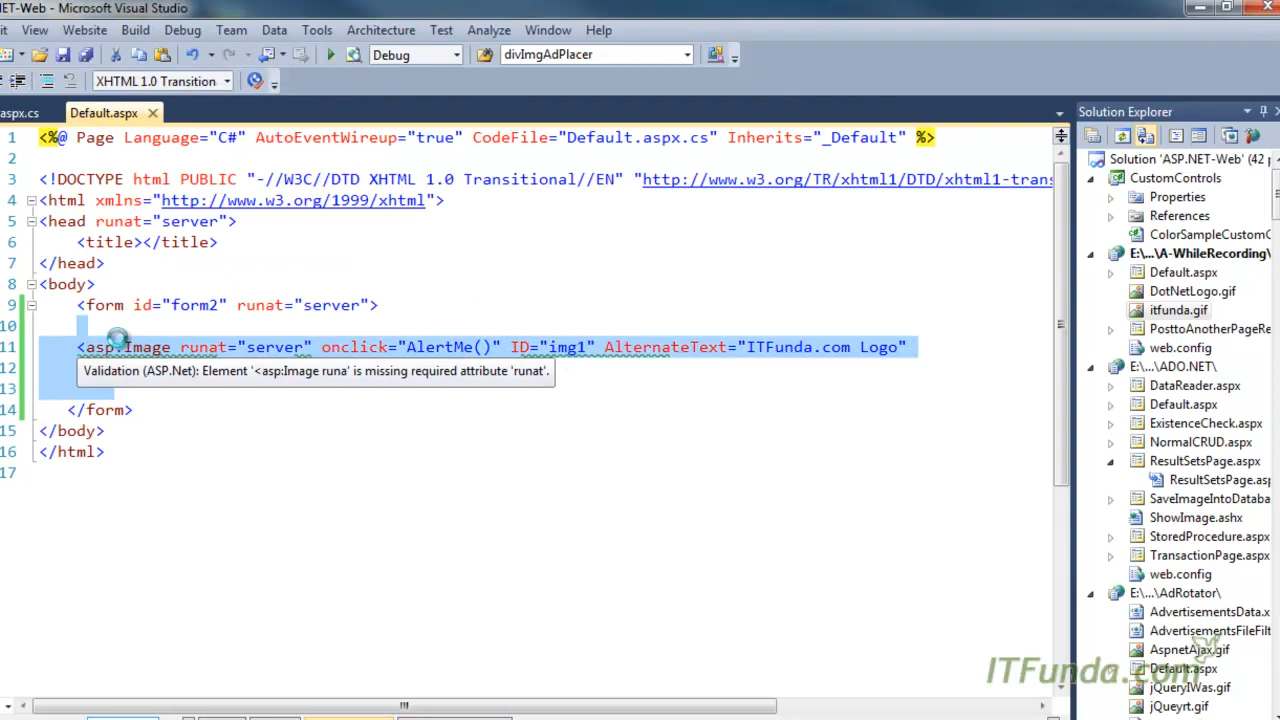 NET-Web - Microsoft Visual Studio
it View Website Build Debug Team Data Tools Architecture Test Analyze Window Help
Debug divImgAdPlacer
XHTML 1.0 Transition
aspx.cs Default.aspx
1 <%@ Page Language="C#" AutoEventWireup="true" CodeFile="Default.aspx.cs" Inherits="_Default" %>
2
3 <!DOCTYPE html PUBLIC "-//W3C//DTD XHTML 1.0 Transitional//EN" "http://www.w3.org/TR/xhtml1/DTD/xhtml1-trans
4 <html xmlns="http://www.w3.org/1999/xhtml">
5 <head runat="server">
6 <title></title>
7 </head>
8 <body>
9 <form id="form2" runat="server">
10
11 <asp:Image runat="server" onclick="AlertMe()" ID="img1" AlternateText="ITFunda.com Logo"
12 Validation (ASP.Net): Element '<asp:Image runa' is missing required attribute 'runat'.
13
14 </form>
15 </body>
16 </html>
17
Solution Explorer
Solution 'ASP.NET-Web' (42 p
CustomControls
Properties
References
ColorSampleCustomC
E:\...\A-WhileRecording\
Default.aspx
DotNetLogo.gif
itfunda.gif
PosttoAnotherPageRe
web.config
E:\...\ADO.NET\
DataReader.aspx
Default.aspx
ExistenceCheck.aspx
NormalCRUD.aspx
ResultSetsPage.aspx
ResultSetsPage.asp
SaveImageIntoDataba
ShowImage.ashx
StoredProcedure.aspx
TransactionPage.aspx
web.config
E:\...\AdRotator\
AdvertisementsData.x
AdvertisementsFileFilt
AspnetAjax.gif
Default.aspx
jQueryIWas.gif
jQueyrt.gif
ITFunda.com